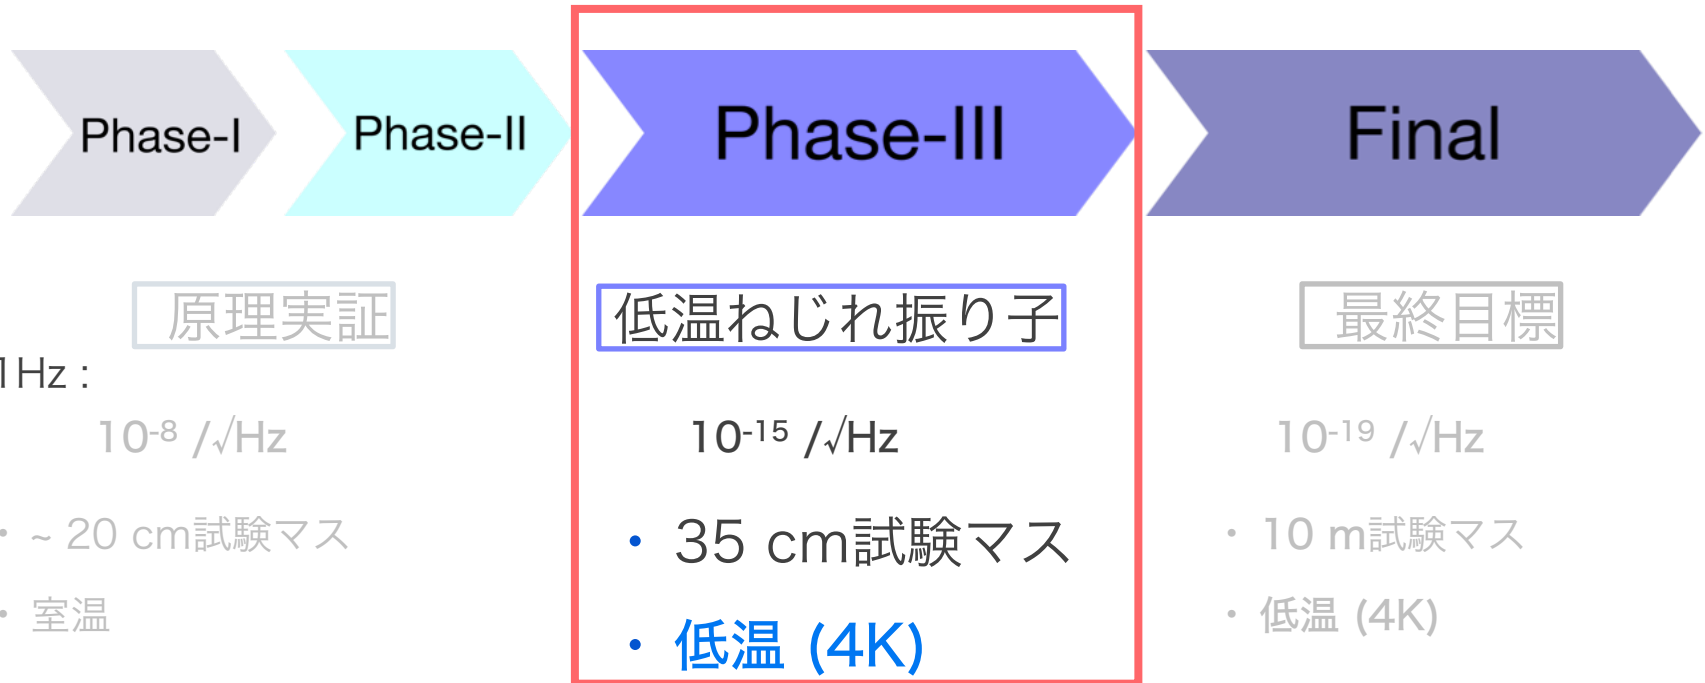 Phase-I Phase-II Phase-III Final
原理実証 低温ねじれ振り子 最終目標
1Hz :
10⁻⁸ /√Hz 10⁻¹⁵ /√Hz 10⁻¹⁹ /√Hz
・ ~ 20 cm試験マス ・ 35 cm試験マス ・ 10 m試験マス
・ 室温 ・ 低温 (4K) ・ 低温 (4K)